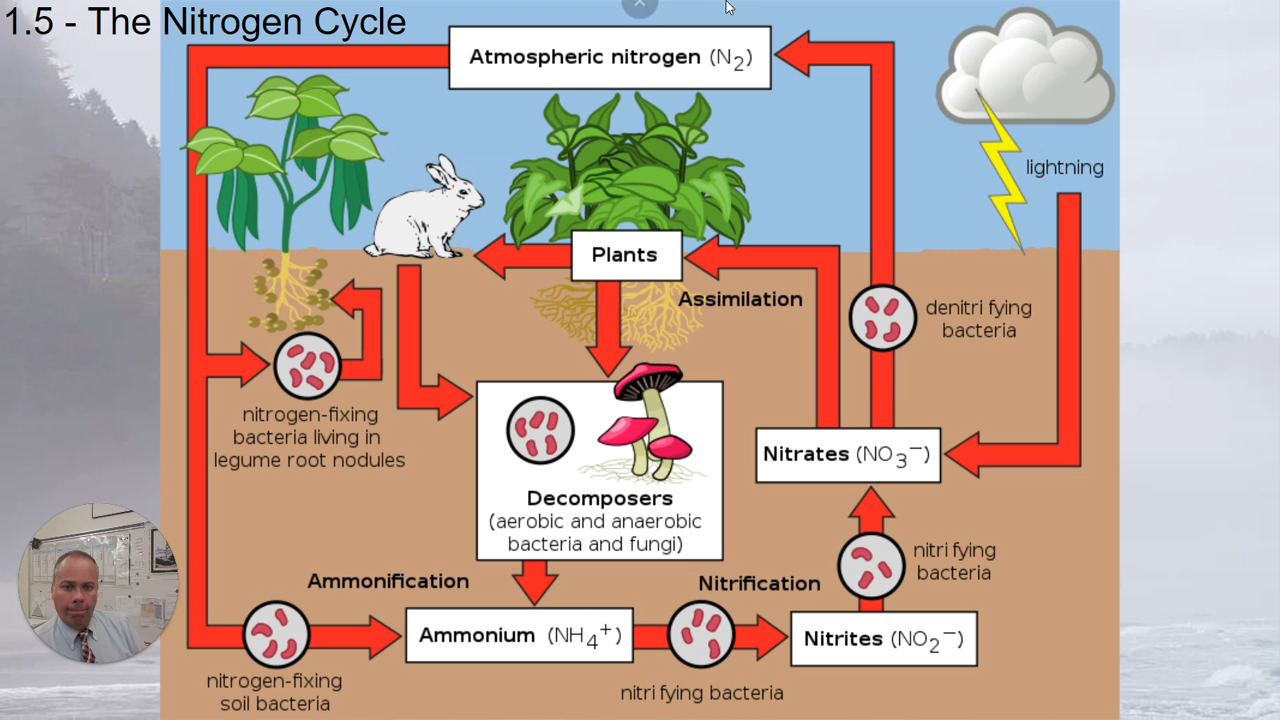 1.5 - The Nitrogen Cycle
Atmospheric nitrogen (N2)
lightning
Plants
Assimilation
denitri fying
bacteria
nitrogen-fixing
bacteria living in
legume root nodules
Nitrates (NO3−)
Decomposers
(aerobic and anaerobic
bacteria and fungi)
nitri fying
bacteria
Ammonification
Nitrification
Ammonium (NH4+)
Nitrites (NO2−)
nitrogen-fixing
soil bacteria
nitri fying bacteria